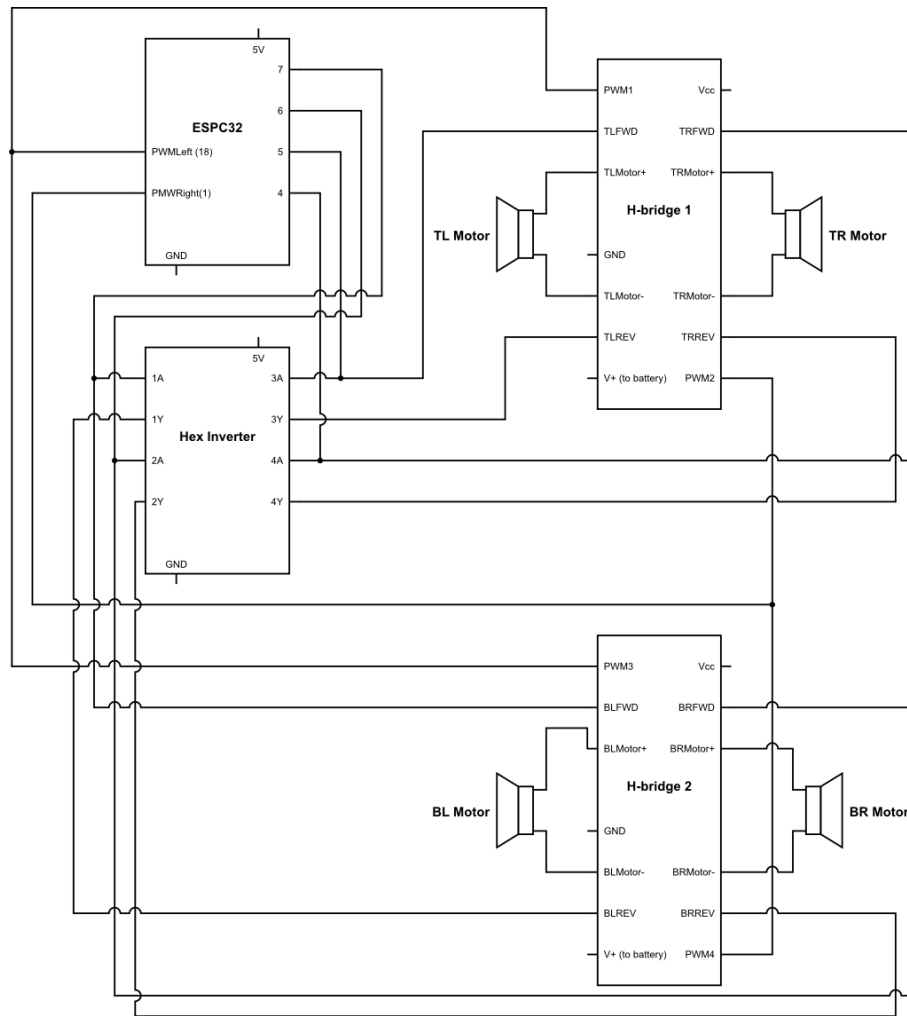 5V
7
ESPC32
6
PWMLeft (18)
5
PMWRight(1)
4
GND
5V
1A
3A
1Y
3Y
Hex Inverter
2A
4A
2Y
4Y
GND
PWM1
Vcc
TLFWD
TRFWD
TLMotor+
TRMotor+
H-bridge 1
TL Motor
TR Motor
GND
TLMotor-
TRMotor-
TLREV
TRREV
V+ (to battery)
PWM2
PWM3
Vcc
BLFWD
BRFWD
BLMotor+
BRMotor+
H-bridge 2
BL Motor
BR Motor
GND
BLMotor-
BRMotor-
BLREV
BRREV
V+ (to battery)
PWM4